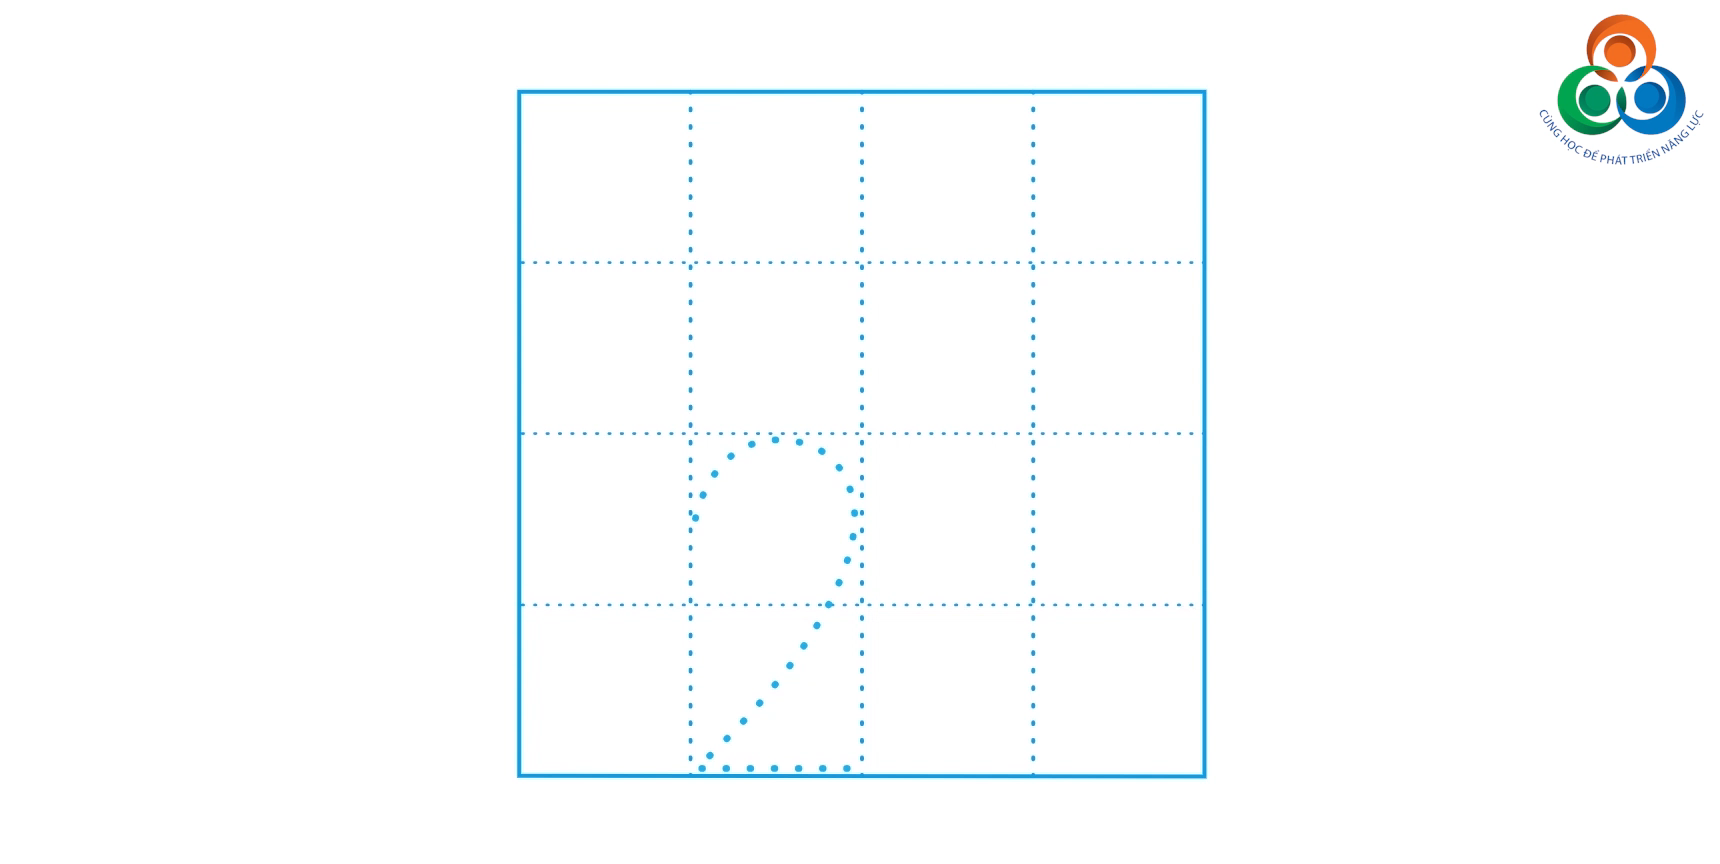 CÙNG HỌC ĐỂ PHÁT TRIỂN NĂNG LỰC
2